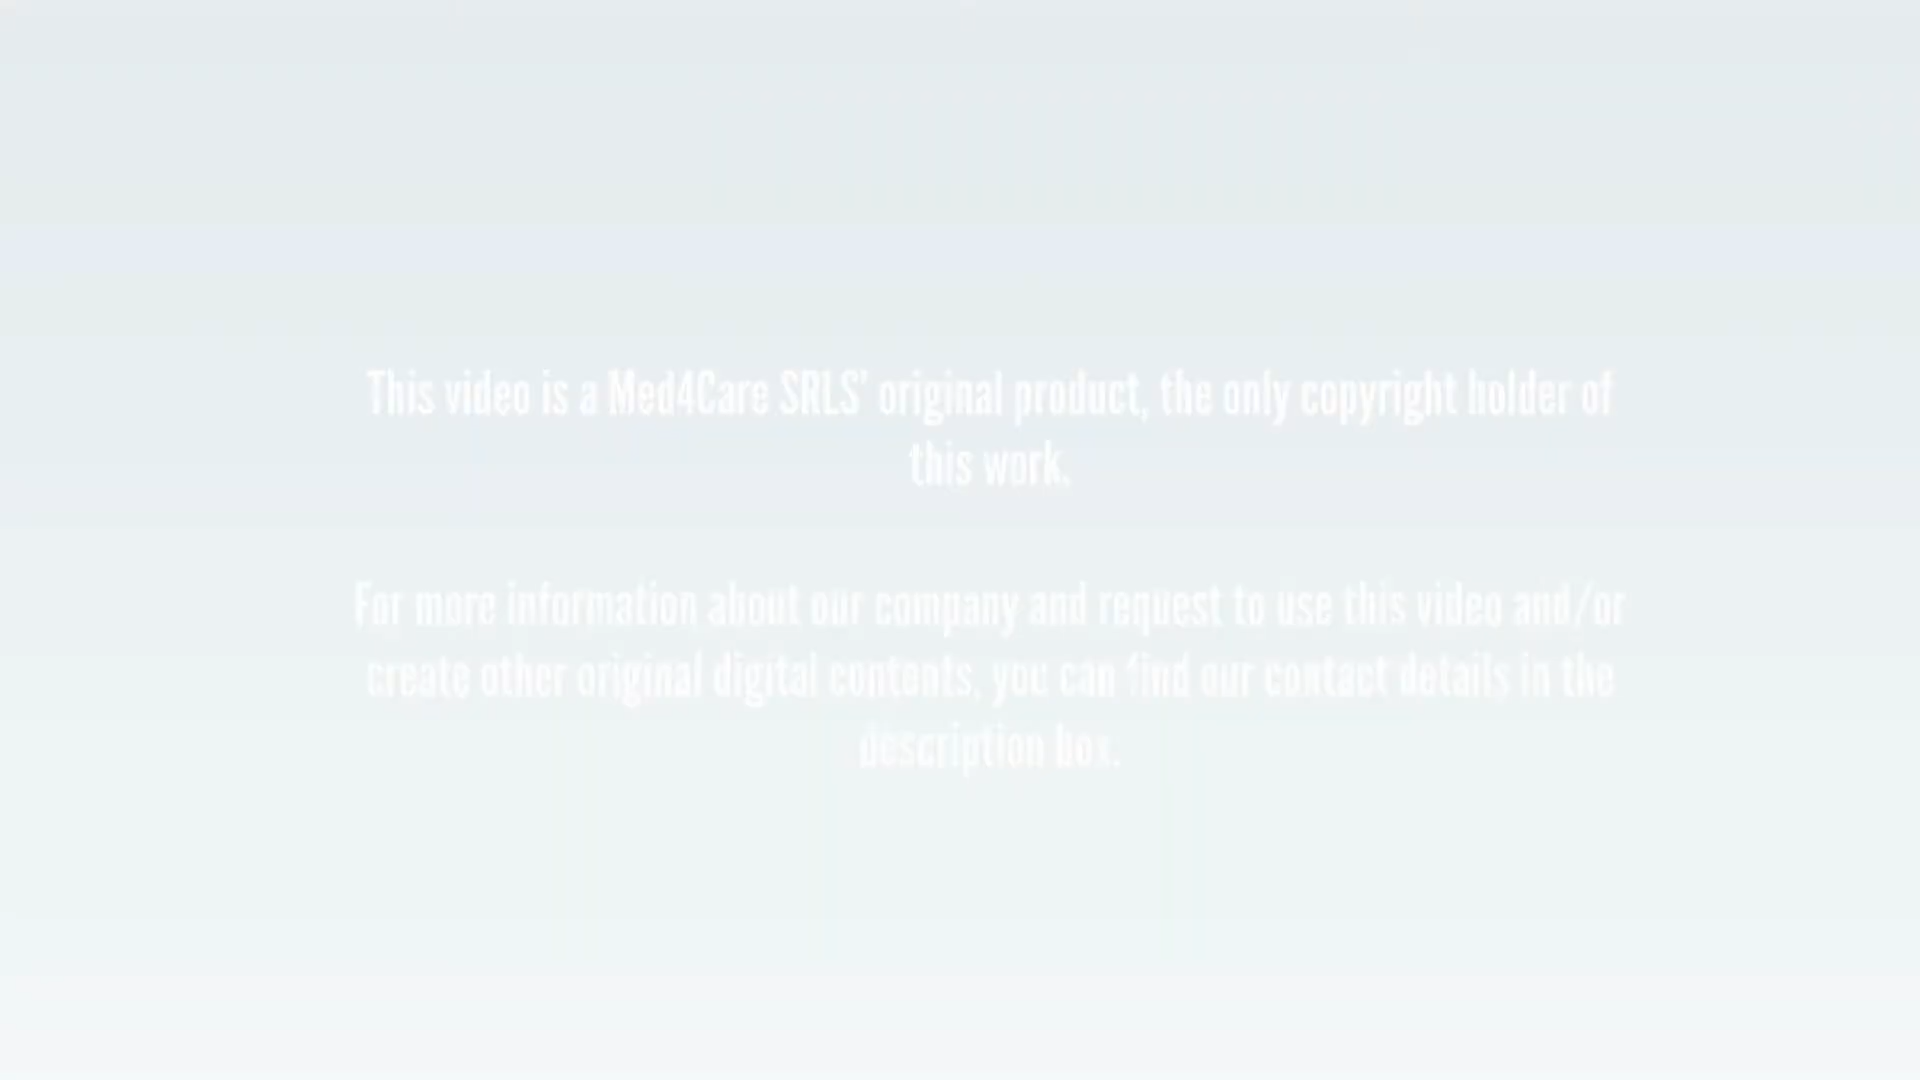 This video is a Med4Care SRLS' original product, the only copyright holder of
this work.
For more information about our company and request to use this video and/or
create other original digital contents, you can find our contact details in the
description box.